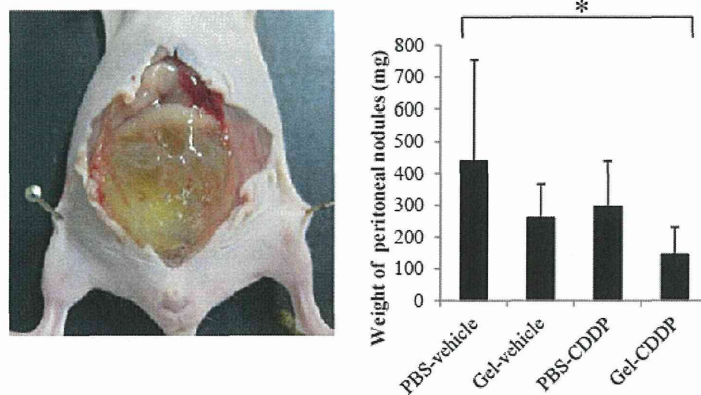 *
Weight of peritoneal nodules (mg)
800
700
600
500
400
300
200
100
0
PBS-vehicle
Gel-vehicle
PBS-CDDP
Gel-CDDP